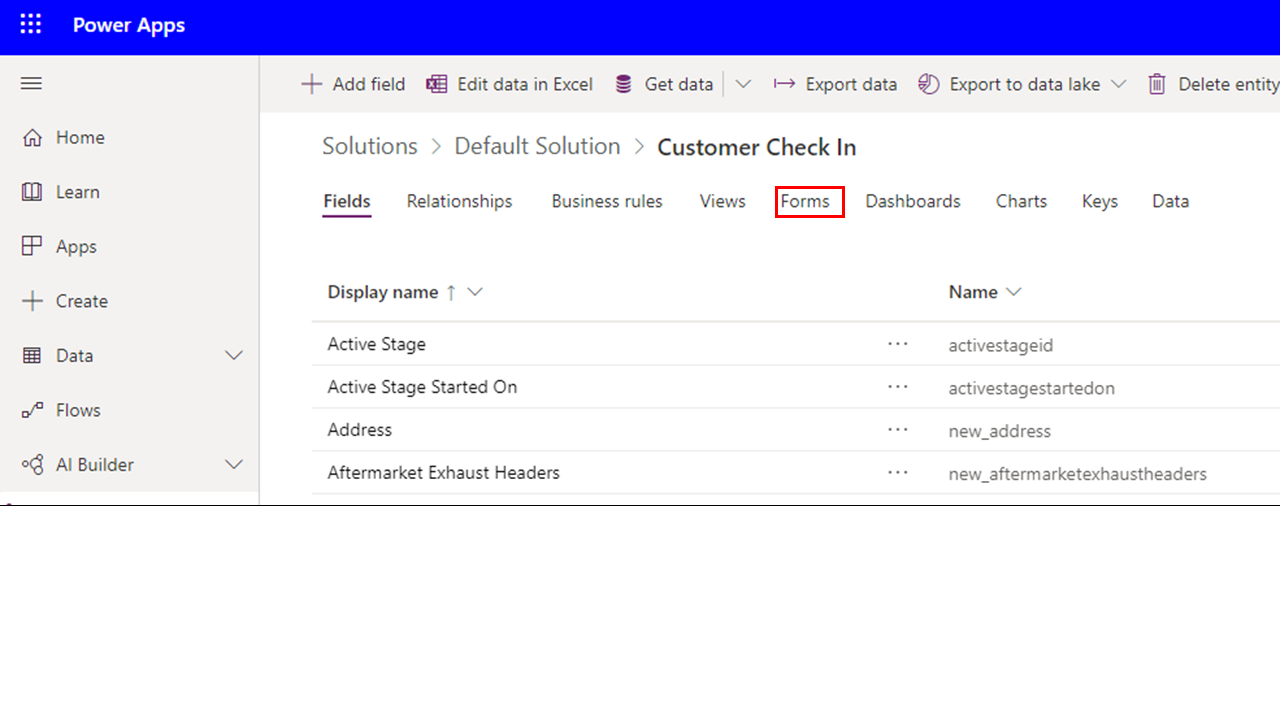 Power Apps
Add field Edit data in Excel Get data Export data Export to data lake Delete entity
Home
Learn
Apps
Create
Data
Flows
AI Builder
Solutions > Default Solution > Customer Check In
Fields Relationships Business rules Views Forms Dashboards Charts Keys Data
Display name ↑ Name
Active Stage ... activestageid
Active Stage Started On ... activestagestartedon
Address ... new_address
Aftermarket Exhaust Headers ... new_aftermarketexhaustheaders